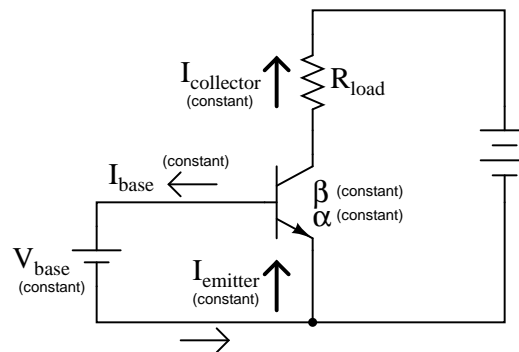 I collector
(constant)
R load
(constant)
I base
β (constant)
α (constant)
V base
(constant)
I emitter
(constant)